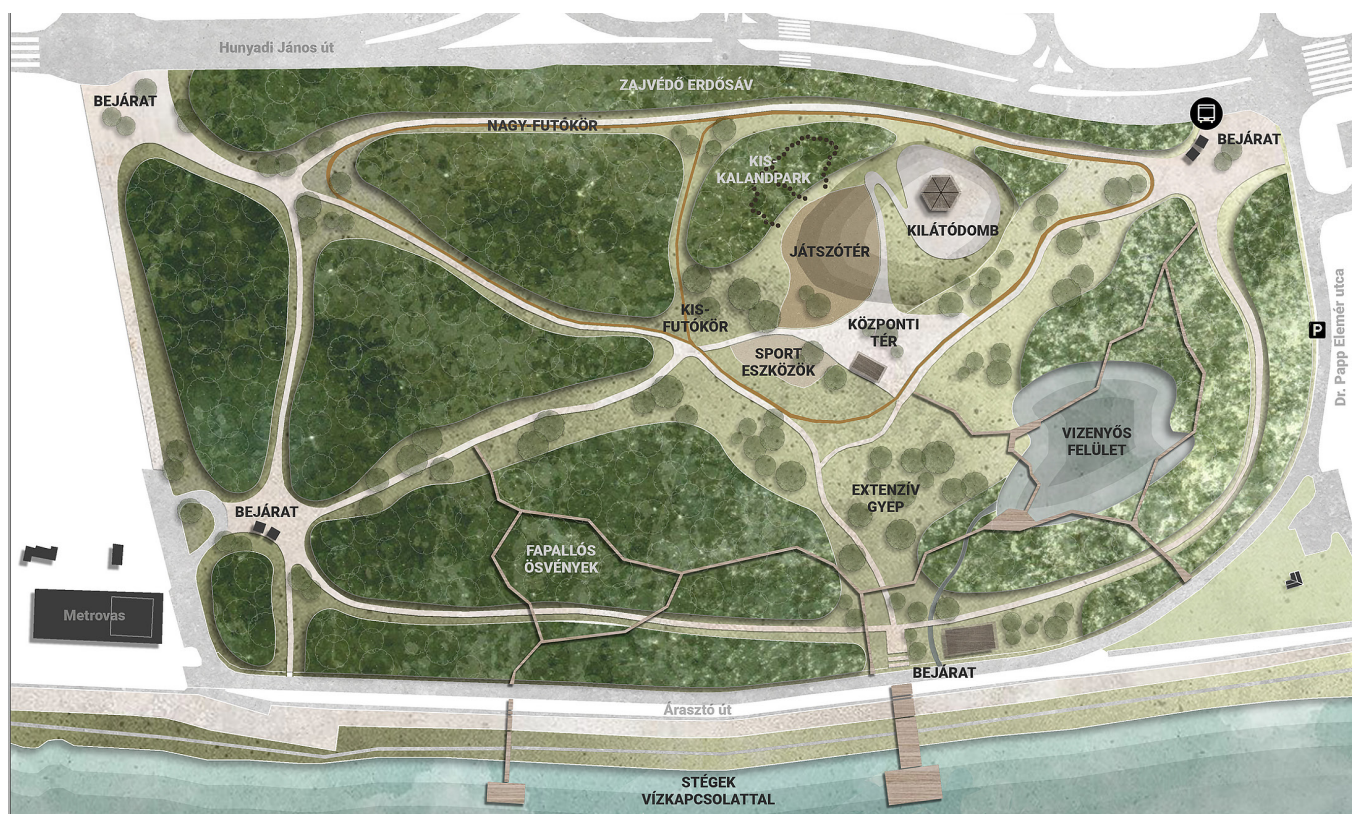 Hunyadi János út
ZAJVÉDŐ ERDŐSÁV
BEJÁRAT
NAGY-FUTÓKÖR
BEJÁRAT
KIS-
KALANDPARK
KILÁTÓDOMB
JÁTSZÓTÉR
KIS-
FUTÓKÖR
KÖZPONTI
TÉR
SPORT
ESZKÖZÖK
P
Dr. Papp Elemér utca
VIZENYŐS
FELÜLET
EXTENZÍV
GYEP
BEJÁRAT
FAPALLÓS
ÖSVÉNYEK
Metrovas
BEJÁRAT
Árasztó út
STÉGEK
VÍZKAPCSOLATTAL